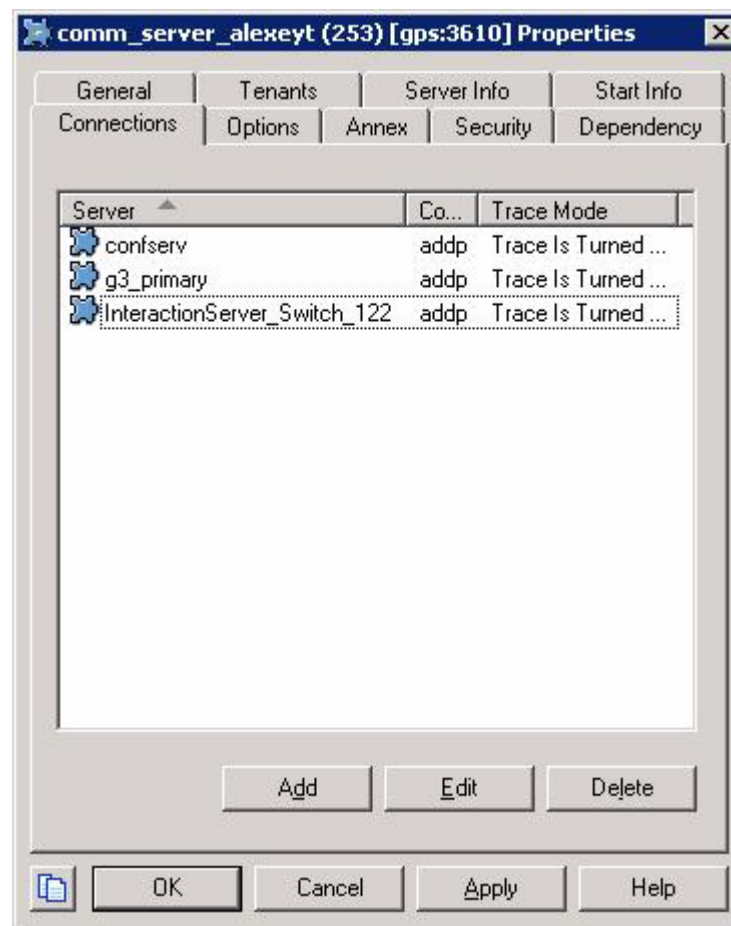 comm_server_alexeyt (253) [gps:3610] Properties
General Tenants Server Info Start Info
Connections Options Annex Security Dependency
Server Co... Trace Mode
confserv addp Trace Is Turned ...
g3_primary addp Trace Is Turned ...
InteractionServer_Switch_122 addp Trace Is Turned ...
Add Edit Delete
OK Cancel Apply Help